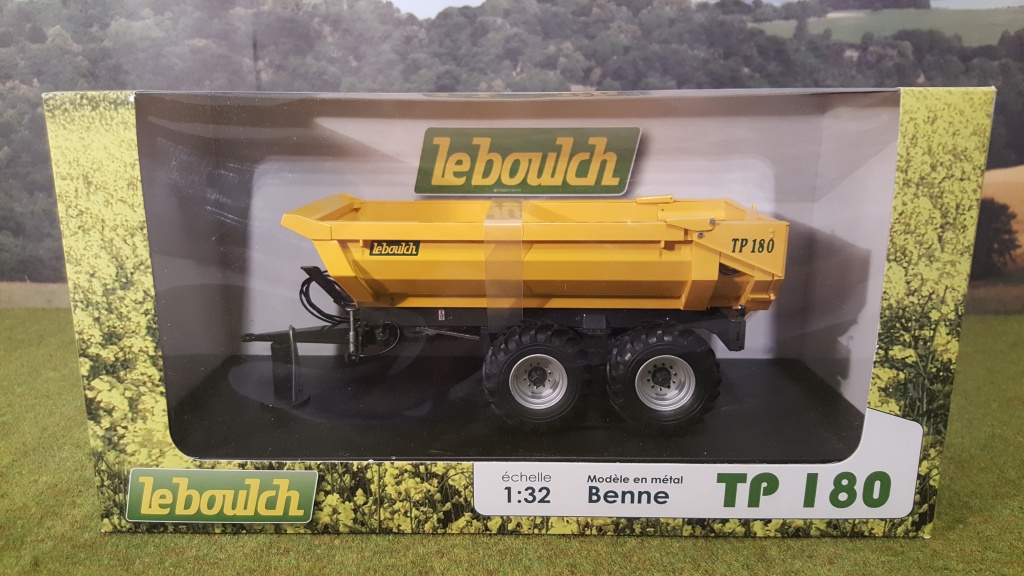 leboulch
leboulch
TP 180
leboulch
échelle
1:32
Modèle en métal
Benne
TP 180